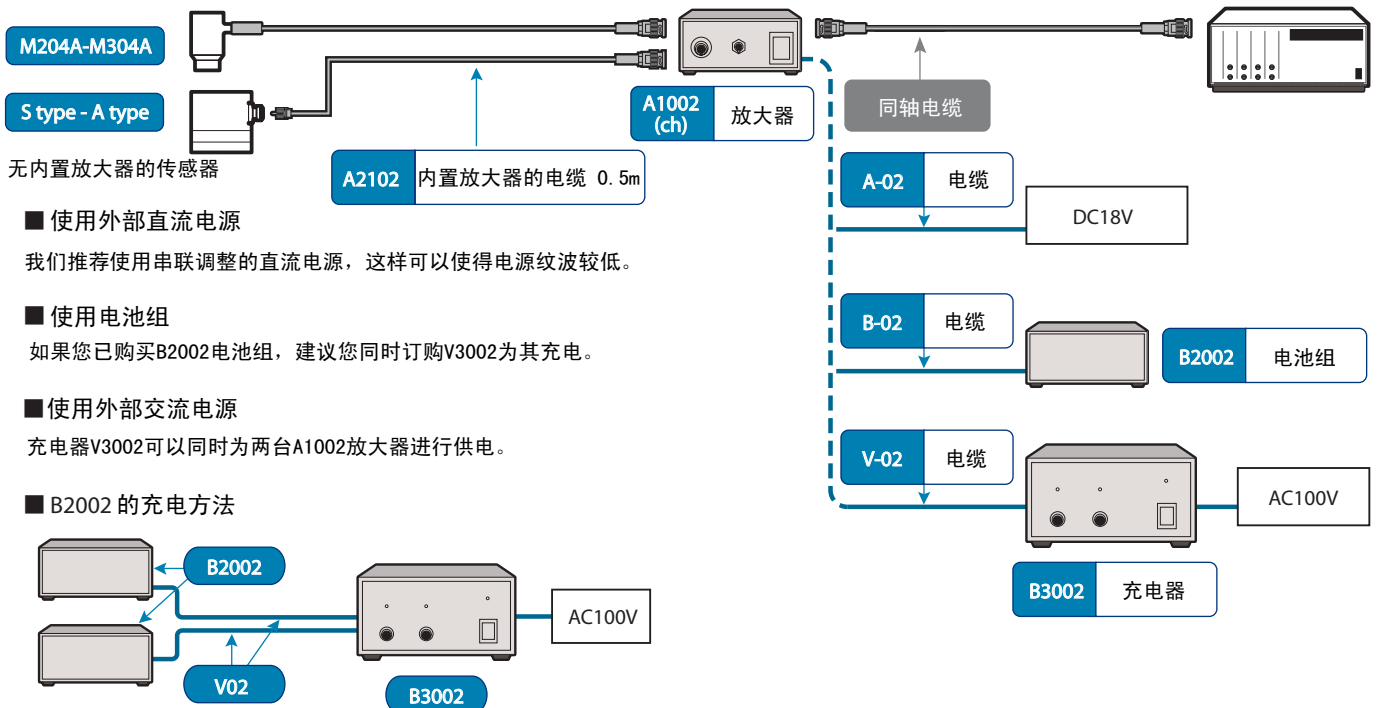 M204A-M304A
S type - A type
无内置放大器的传感器
A2102 内置放大器的电缆 0.5m
A1002
(ch)
放大器
同轴电缆
A-02 电缆
DC18V
B-02 电缆
B2002 电池组
V-02 电缆
AC100V
B3002 充电器
■ 使用外部直流电源
我们推荐使用串联调整的直流电源，这样可以使得电源纹波较低。
■ 使用电池组
如果您已购买B2002电池组，建议您同时订购V3002为其充电。
■使用外部交流电源
充电器V3002可以同时为两台A1002放大器进行供电。
■ B2002 的充电方法
B2002
AC100V
V02
B3002